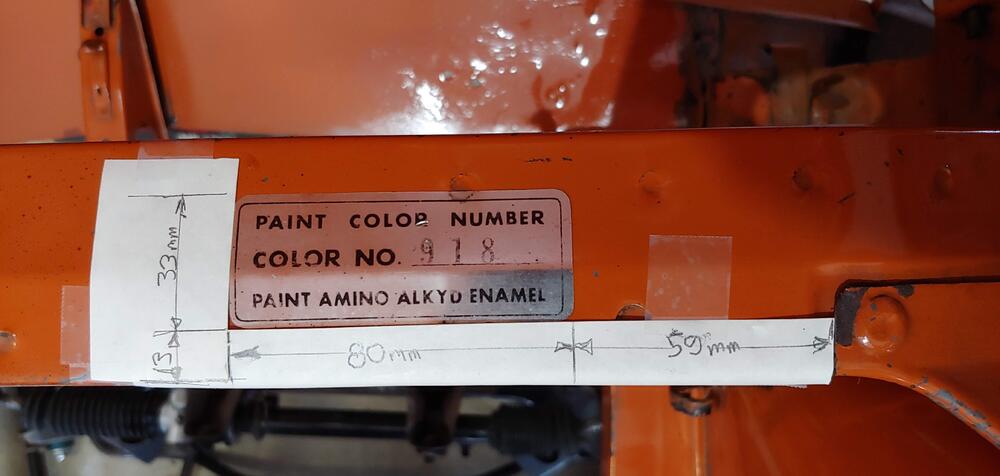 33mm
13
PAINT COLOR NUMBER
COLOR NO. 918
PAINT AMINO ALKYD ENAMEL
80mm
59mm